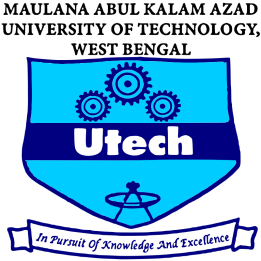 MAULANA ABUL KALAM AZAD
UNIVERSITY OF TECHNOLOGY,
WEST BENGAL
Utech
In Pursuit Of Knowledge And Excellence